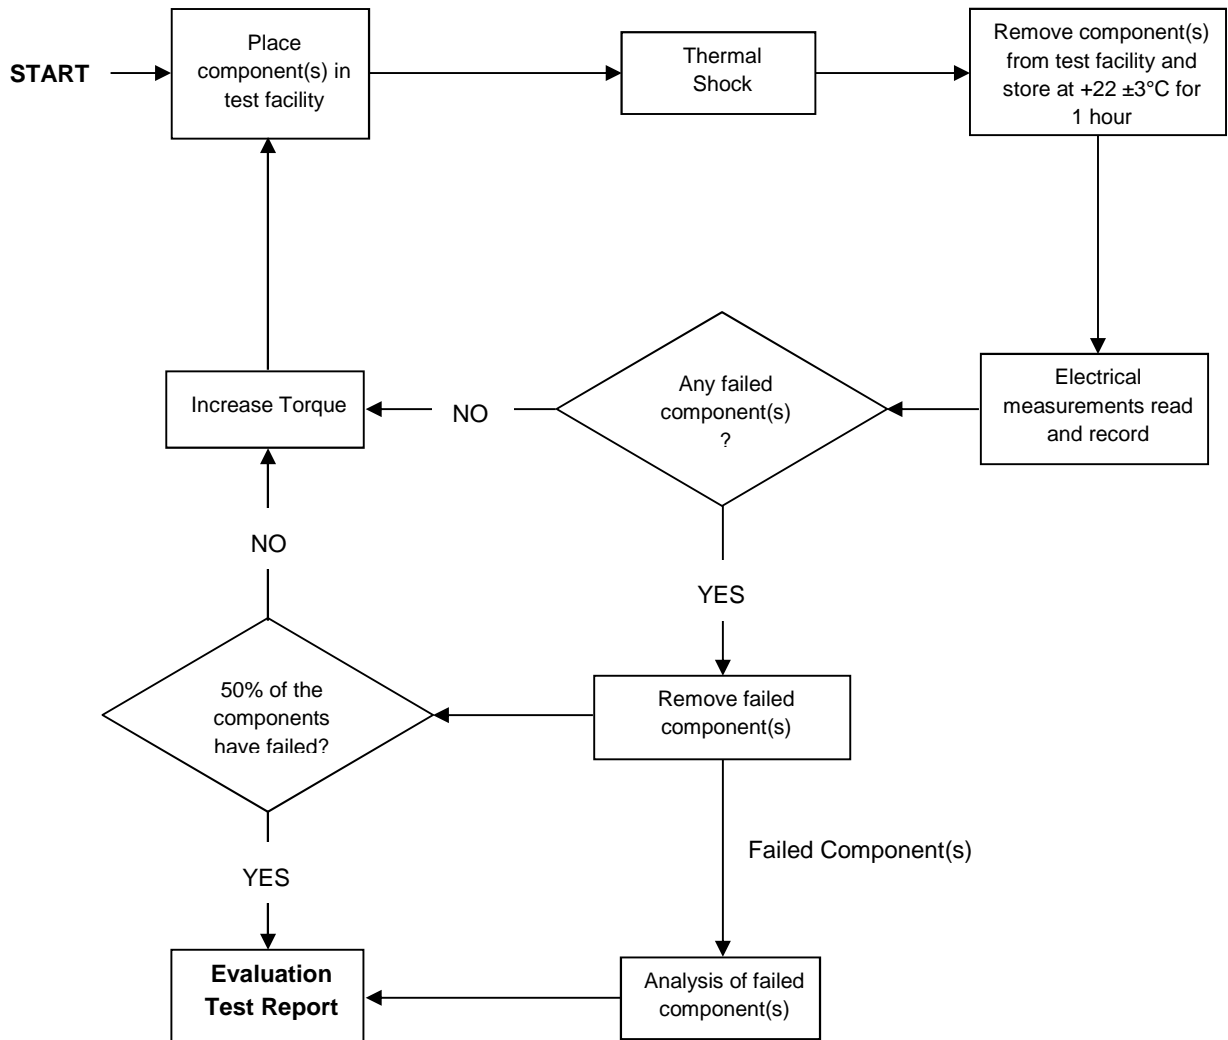 START
Place
component(s) in
test facility
Thermal
Shock
Remove component(s)
from test facility and
store at +22 ±3°C for
1 hour
Increase Torque
NO
Any failed
component(s)
?
Electrical
measurements read
and record
NO
YES
50% of the
components
have failed?
Remove failed
component(s)
YES
Failed Component(s)
Evaluation
Test Report
Analysis of failed
component(s)